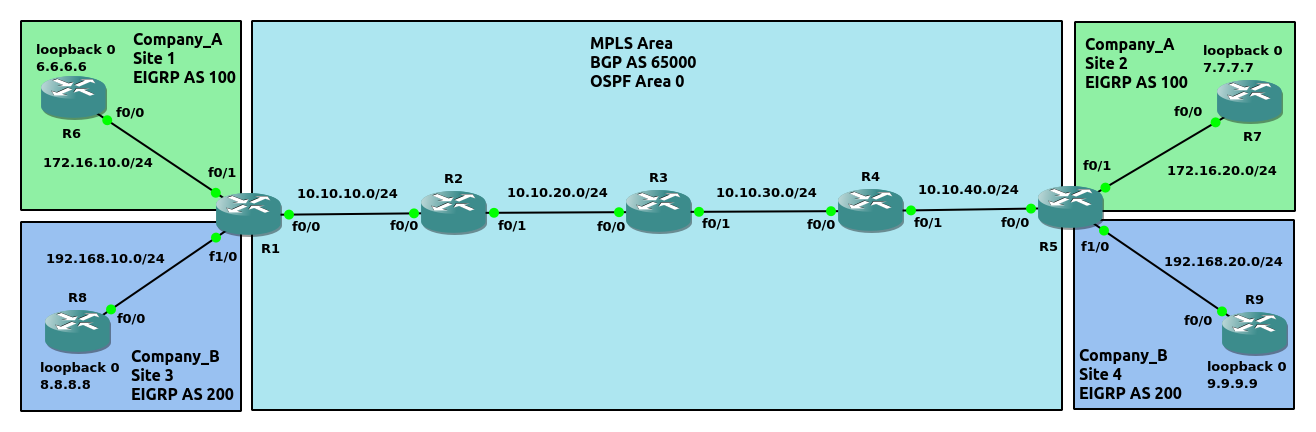 loopback 0
6.6.6.6
Company_A
Site 1
EIGRP AS 100
f0/0
R6
172.16.10.0/24
f0/1
192.168.10.0/24
f1/0
R8
f0/0
loopback 0
8.8.8.8
Company_B
Site 3
EIGRP AS 200
MPLS Area
BGP AS 65000
OSPF Area 0
R1
f0/0
10.10.10.0/24
R2
f0/0
f0/1
10.10.20.0/24
R3
f0/0
f0/1
10.10.30.0/24
R4
f0/0
f0/1
10.10.40.0/24
f0/0
R5
Company_A
Site 2
EIGRP AS 100
loopback 0
7.7.7.7
f0/0
R7
f0/1
172.16.20.0/24
f1/0
192.168.20.0/24
R9
f0/0
Company_B
Site 4
EIGRP AS 200
loopback 0
9.9.9.9